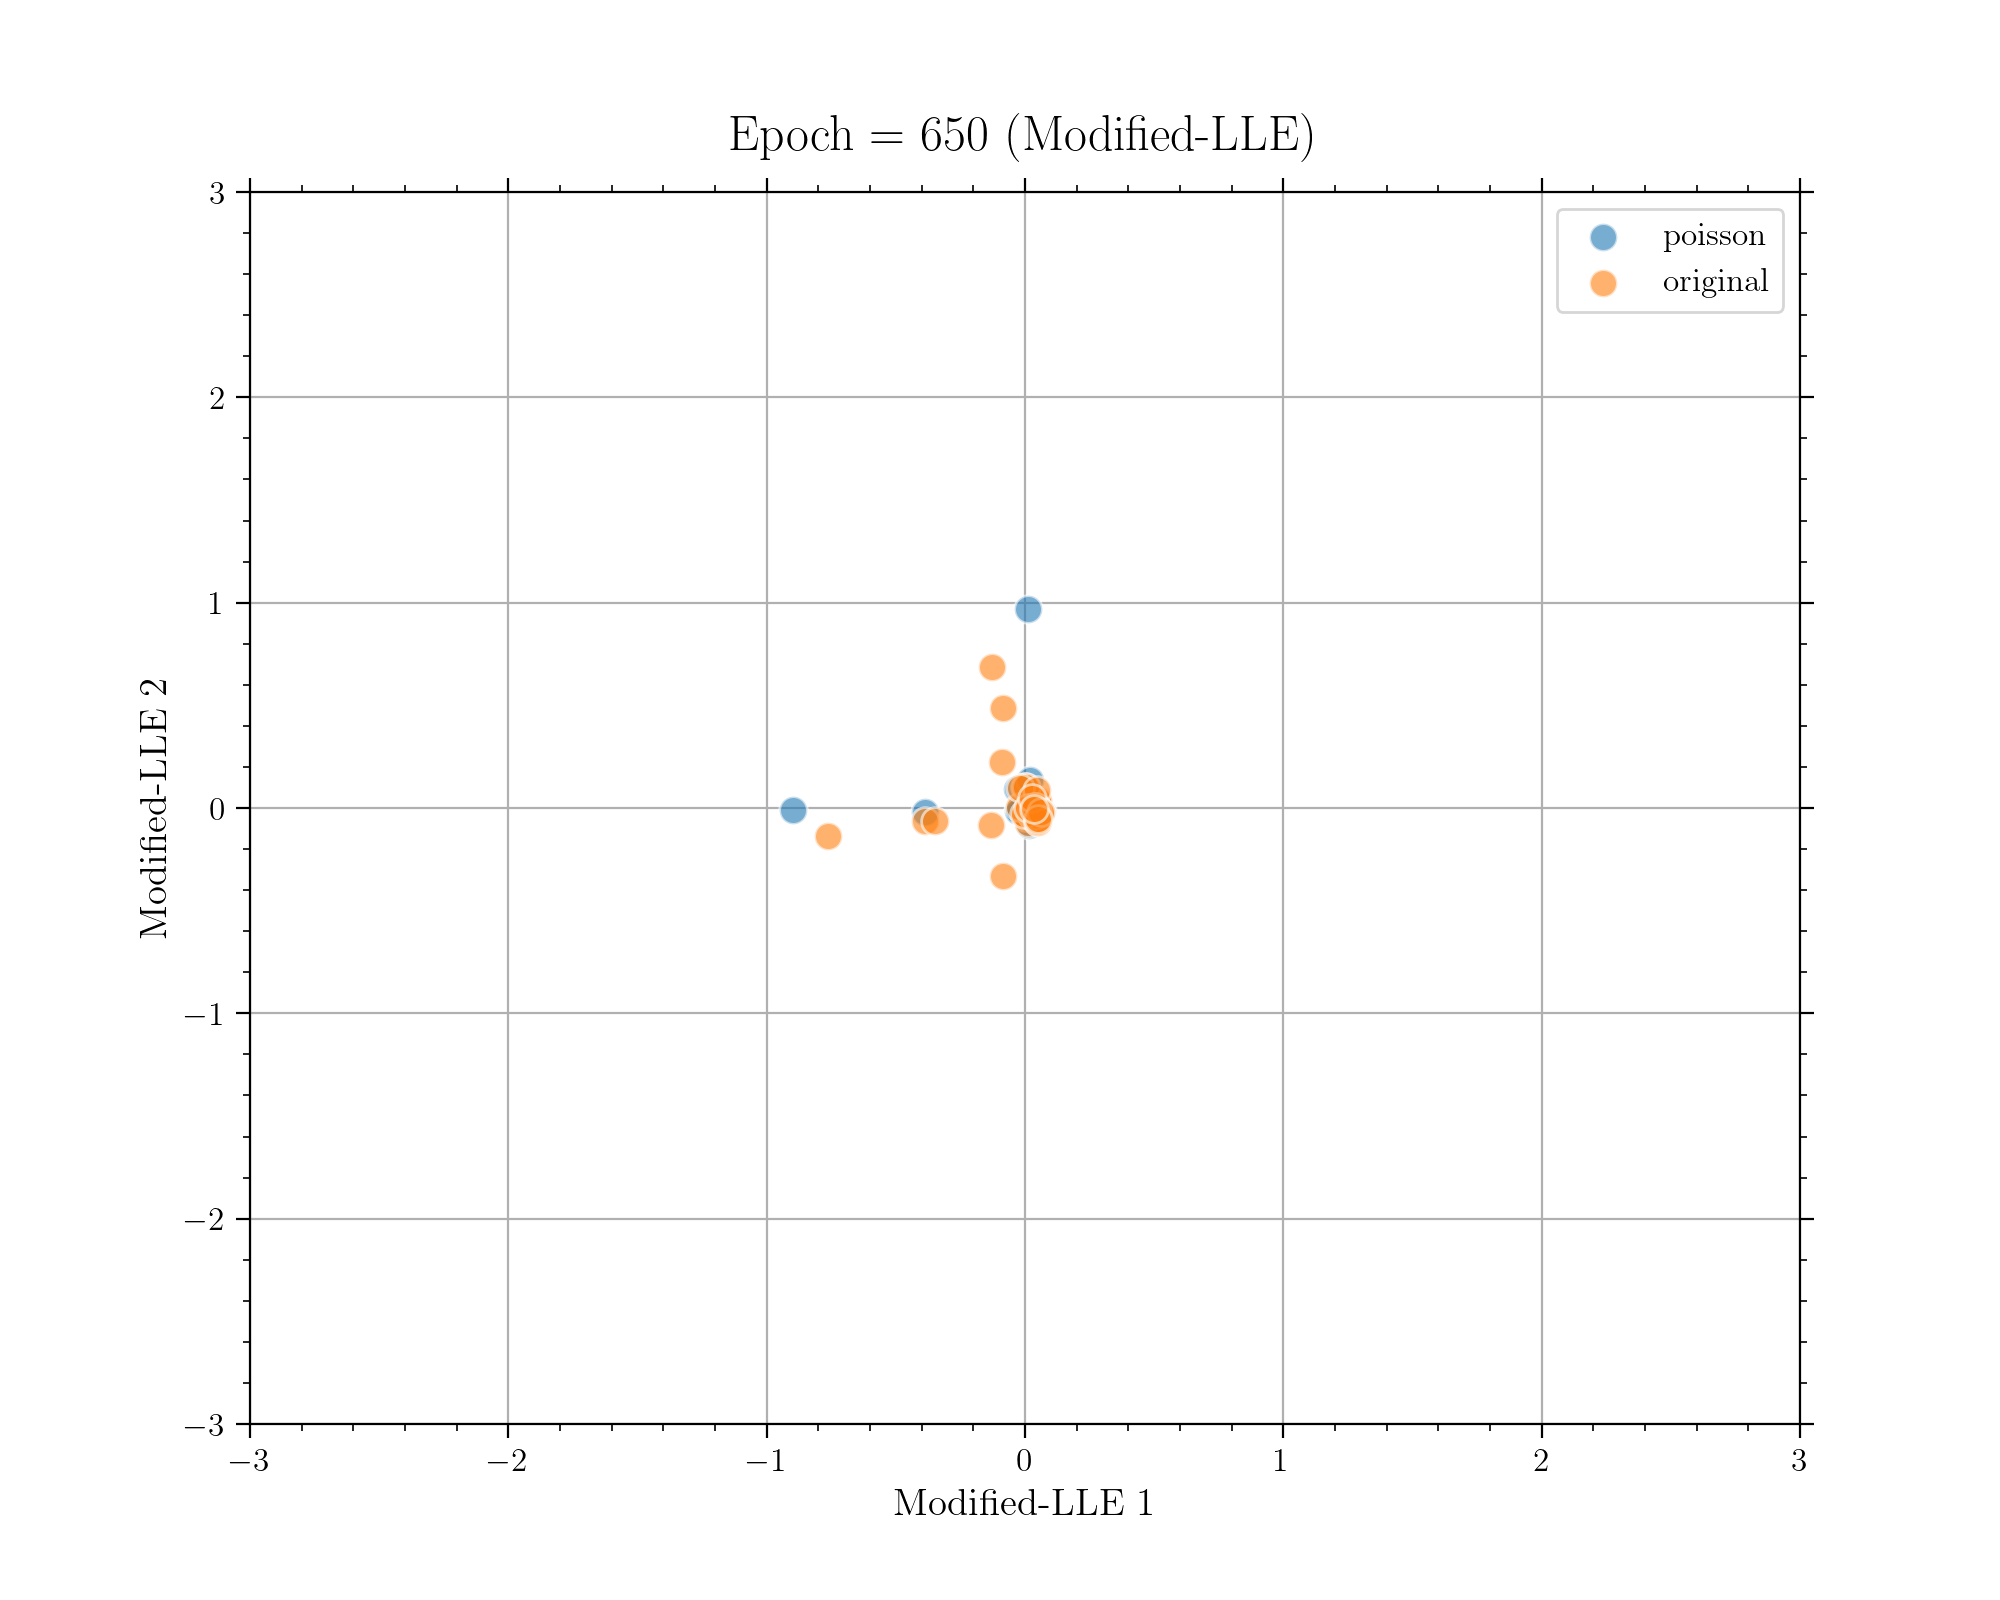 Epoch = 650 (Modified-LLE)
poisson
original
3
2
1
0
−1
−2
−3
Modified-LLE 2
−3
−2
−1
0
1
2
3
Modified-LLE 1